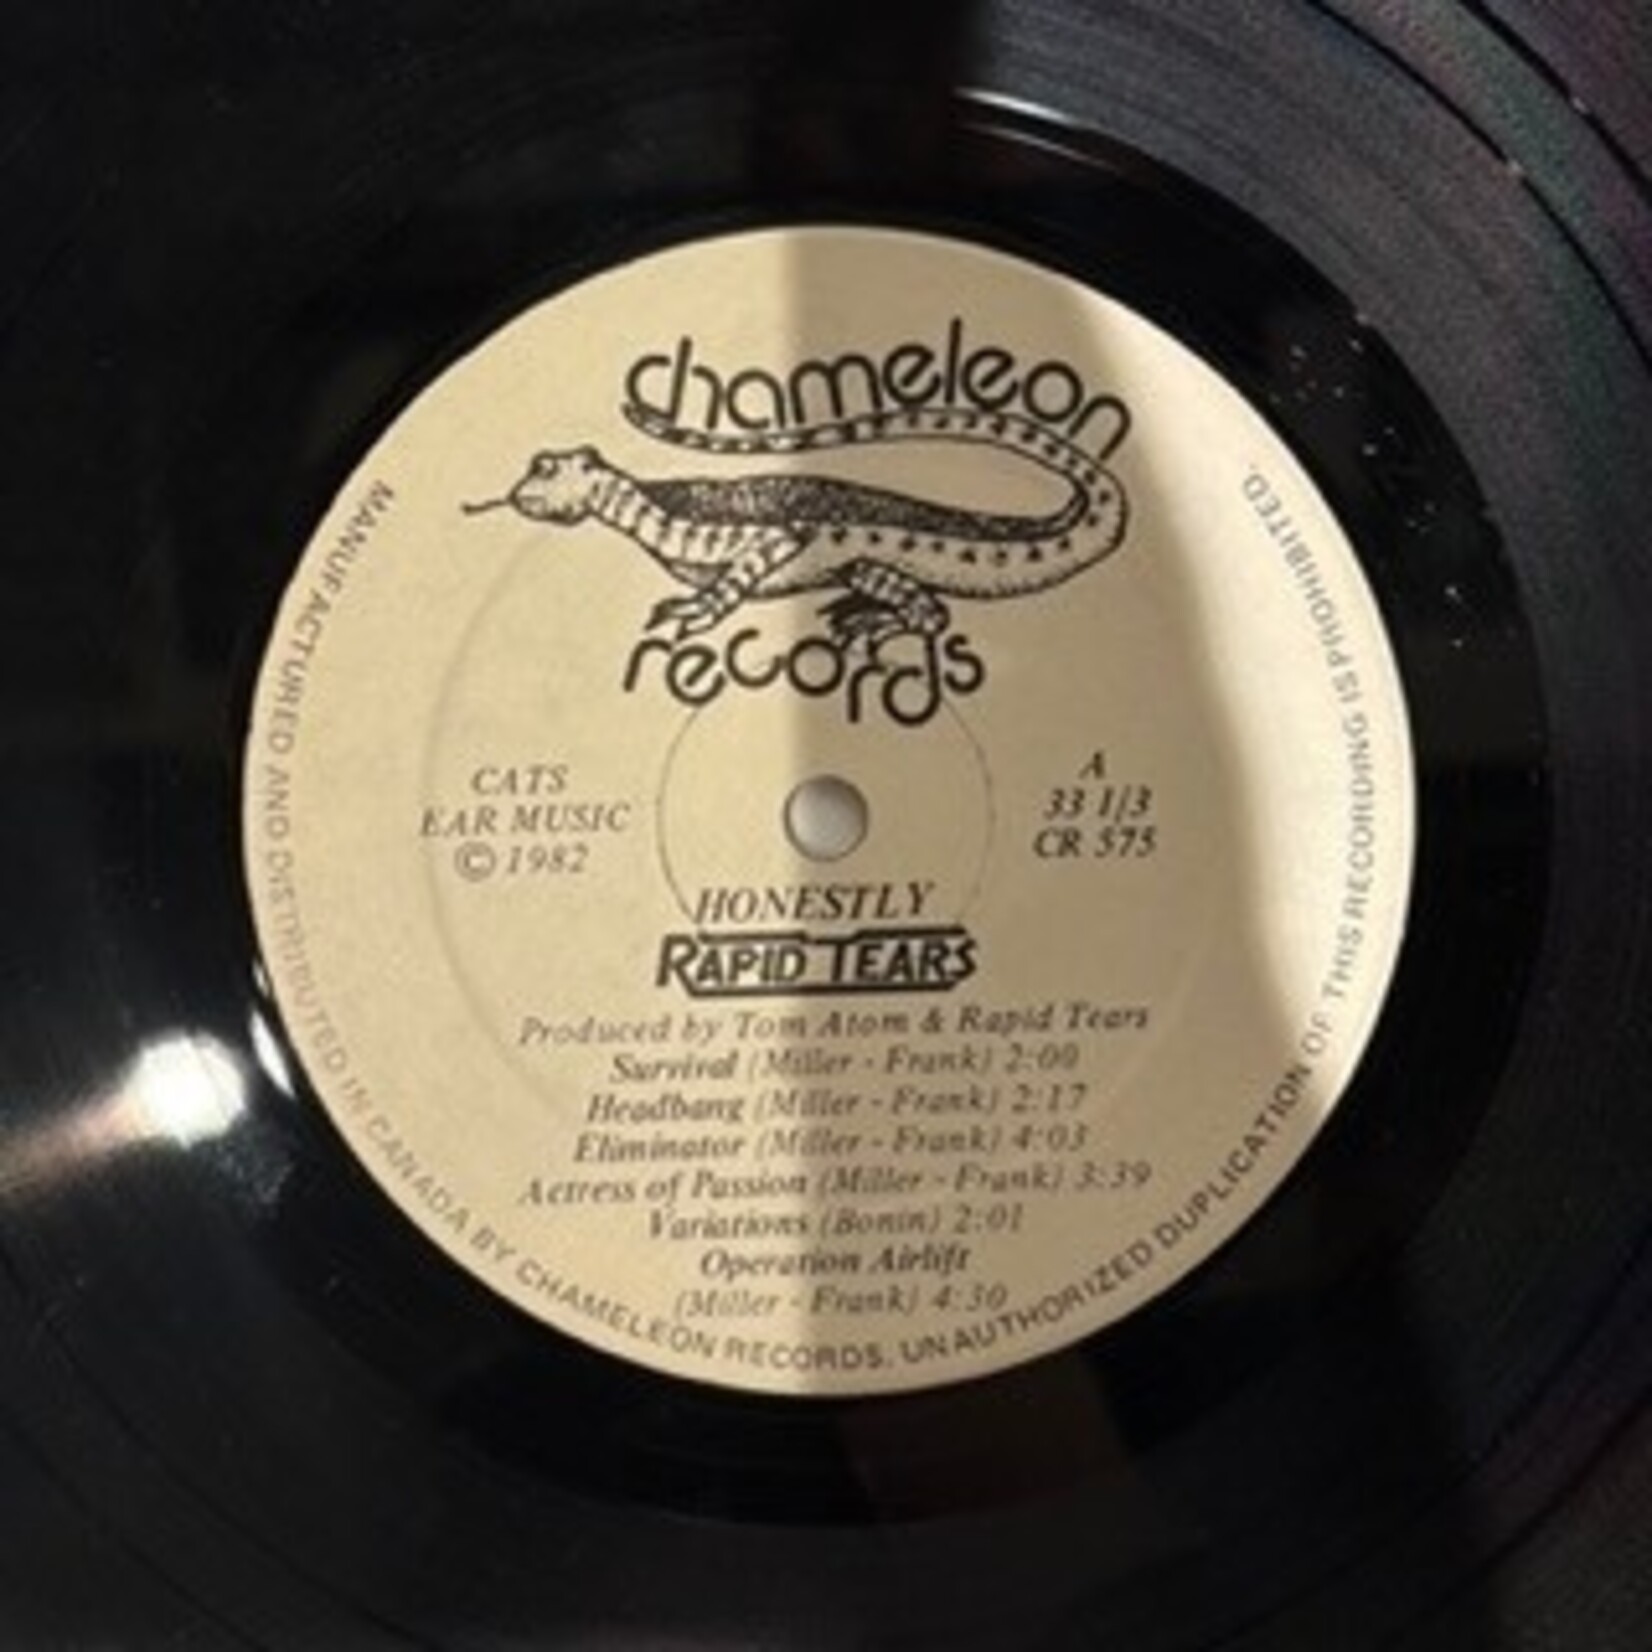 chameleon
records
CATS
EAR MUSIC
© 1982
A
33 1/3
CR 575
HONESTLY
RAPID TEARS
Produced by Tom Atom & Rapid Tears
Survival (Miller - Frank) 2:00
Headbang (Miller - Frank) 2:17
Eliminator (Miller - Frank) 4:03
Actress of Passion (Miller - Frank) 3:39
Variations (Bonin) 2:01
Operation Airlift
(Miller - Frank) 4:30
MANUFACTURED AND DISTRIBUTED IN CANADA BY CHAMELEON RECORDS. UNAUTHORIZED DUPLICATION OF THIS RECORDING IS PROHIBITED.